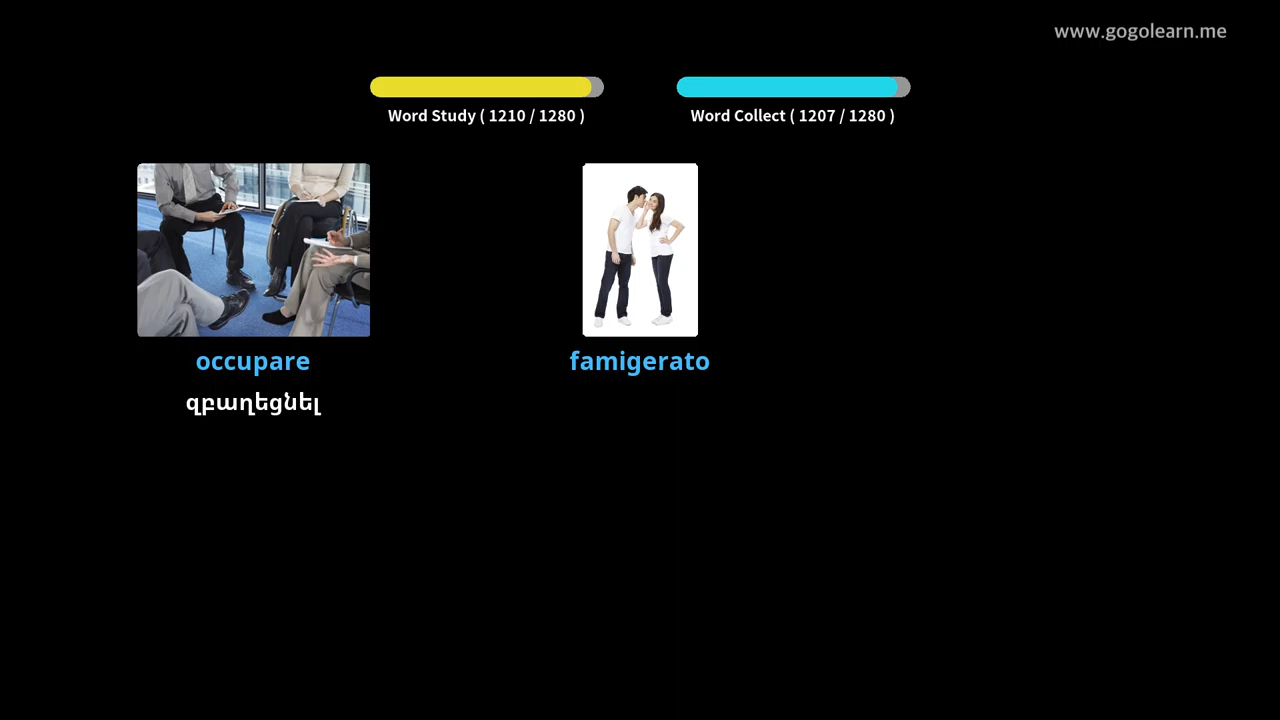 www.gogolearn.me
Word Study ( 1210 / 1280 )
Word Collect ( 1207 / 1280 )
occupare
famigerato
զբաղեցնել